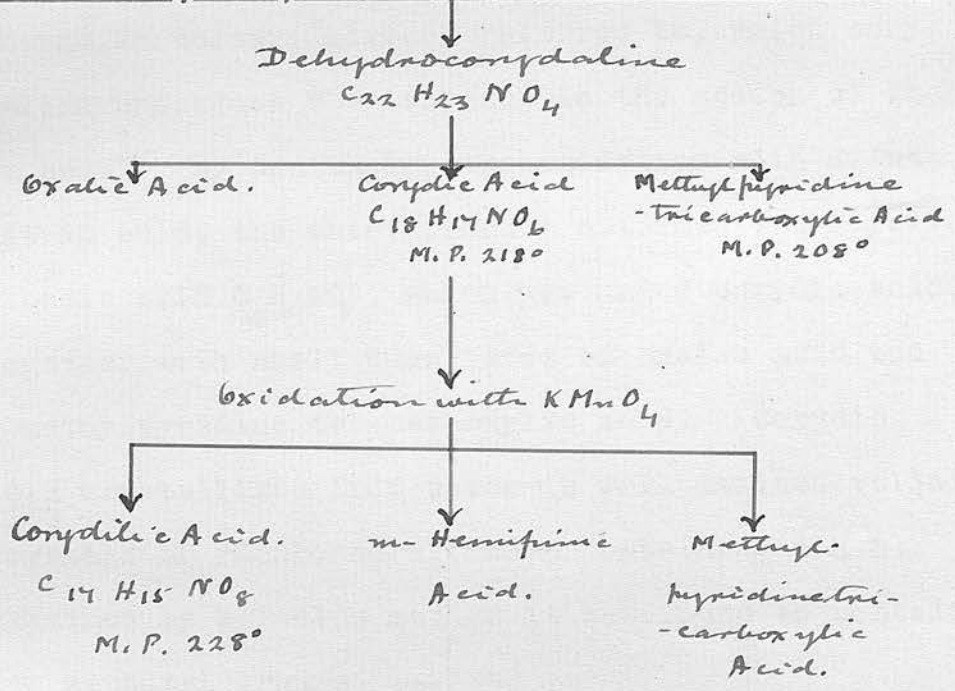 Dehydrocorydaline
C22 H23 NO4
Oxalic Acid.
Corydic Acid
C18 H17 NO6
M.P. 218°
Methylpyridine
-tricarboxylic Acid
M.P. 208°
Oxidation with KMnO4
Corydilic Acid.
C17 H15 NO8
M.P. 228°
m-Hemipinic
Acid.
Methyl-
pyridinetri-
-carboxylic
Acid.